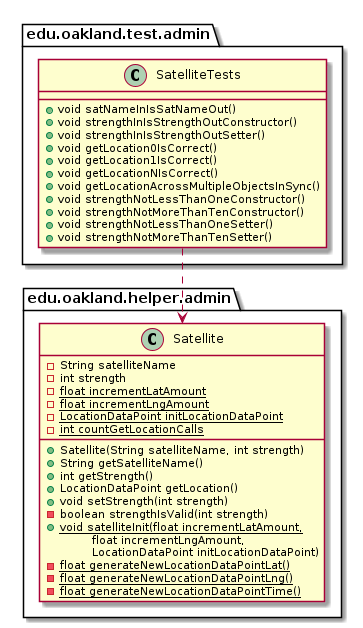 edu.oakland.test.admin
C SatelliteTests
void satNameInIsSatNameOut()
void strengthInIsStrengthOutConstructor()
void strengthInIsStrengthOutSetter()
void getLocation0IsCorrect()
void getLocation1IsCorrect()
void getLocationNIsCorrect()
void getLocationAcrossMultipleObjectsInSync()
void strengthNotLessThanOneConstructor()
void strengthNotMoreThanTenConstructor()
void strengthNotLessThanOneSetter()
void strengthNotMoreThanTenSetter()
edu.oakland.helper.admin
C Satellite
String satelliteName
int strength
float incrementLatAmount
float incrementLngAmount
LocationDataPoint initLocationDataPoint
int countGetLocationCalls
Satellite(String satelliteName, int strength)
String getSatelliteName()
int getStrength()
LocationDataPoint getLocation()
void setStrength(int strength)
boolean strengthIsValid(int strength)
void satelliteInit(float incrementLatAmount,
float incrementLngAmount,
LocationDataPoint initLocationDataPoint)
float generateNewLocationDataPointLat()
float generateNewLocationDataPointLng()
float generateNewLocationDataPointTime()